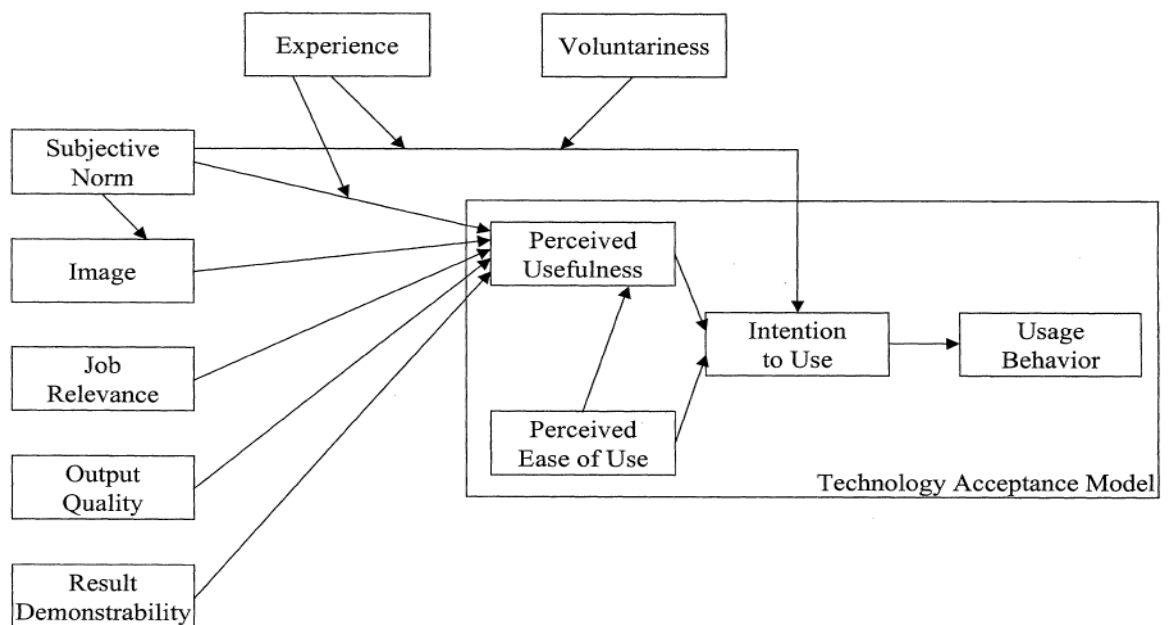 Experience
Voluntariness
Subjective
Norm
Image
Job
Relevance
Output
Quality
Result
Demonstrability
Perceived
Usefulness
Perceived
Ease of Use
Intention
to Use
Usage
Behavior
Technology Acceptance Model